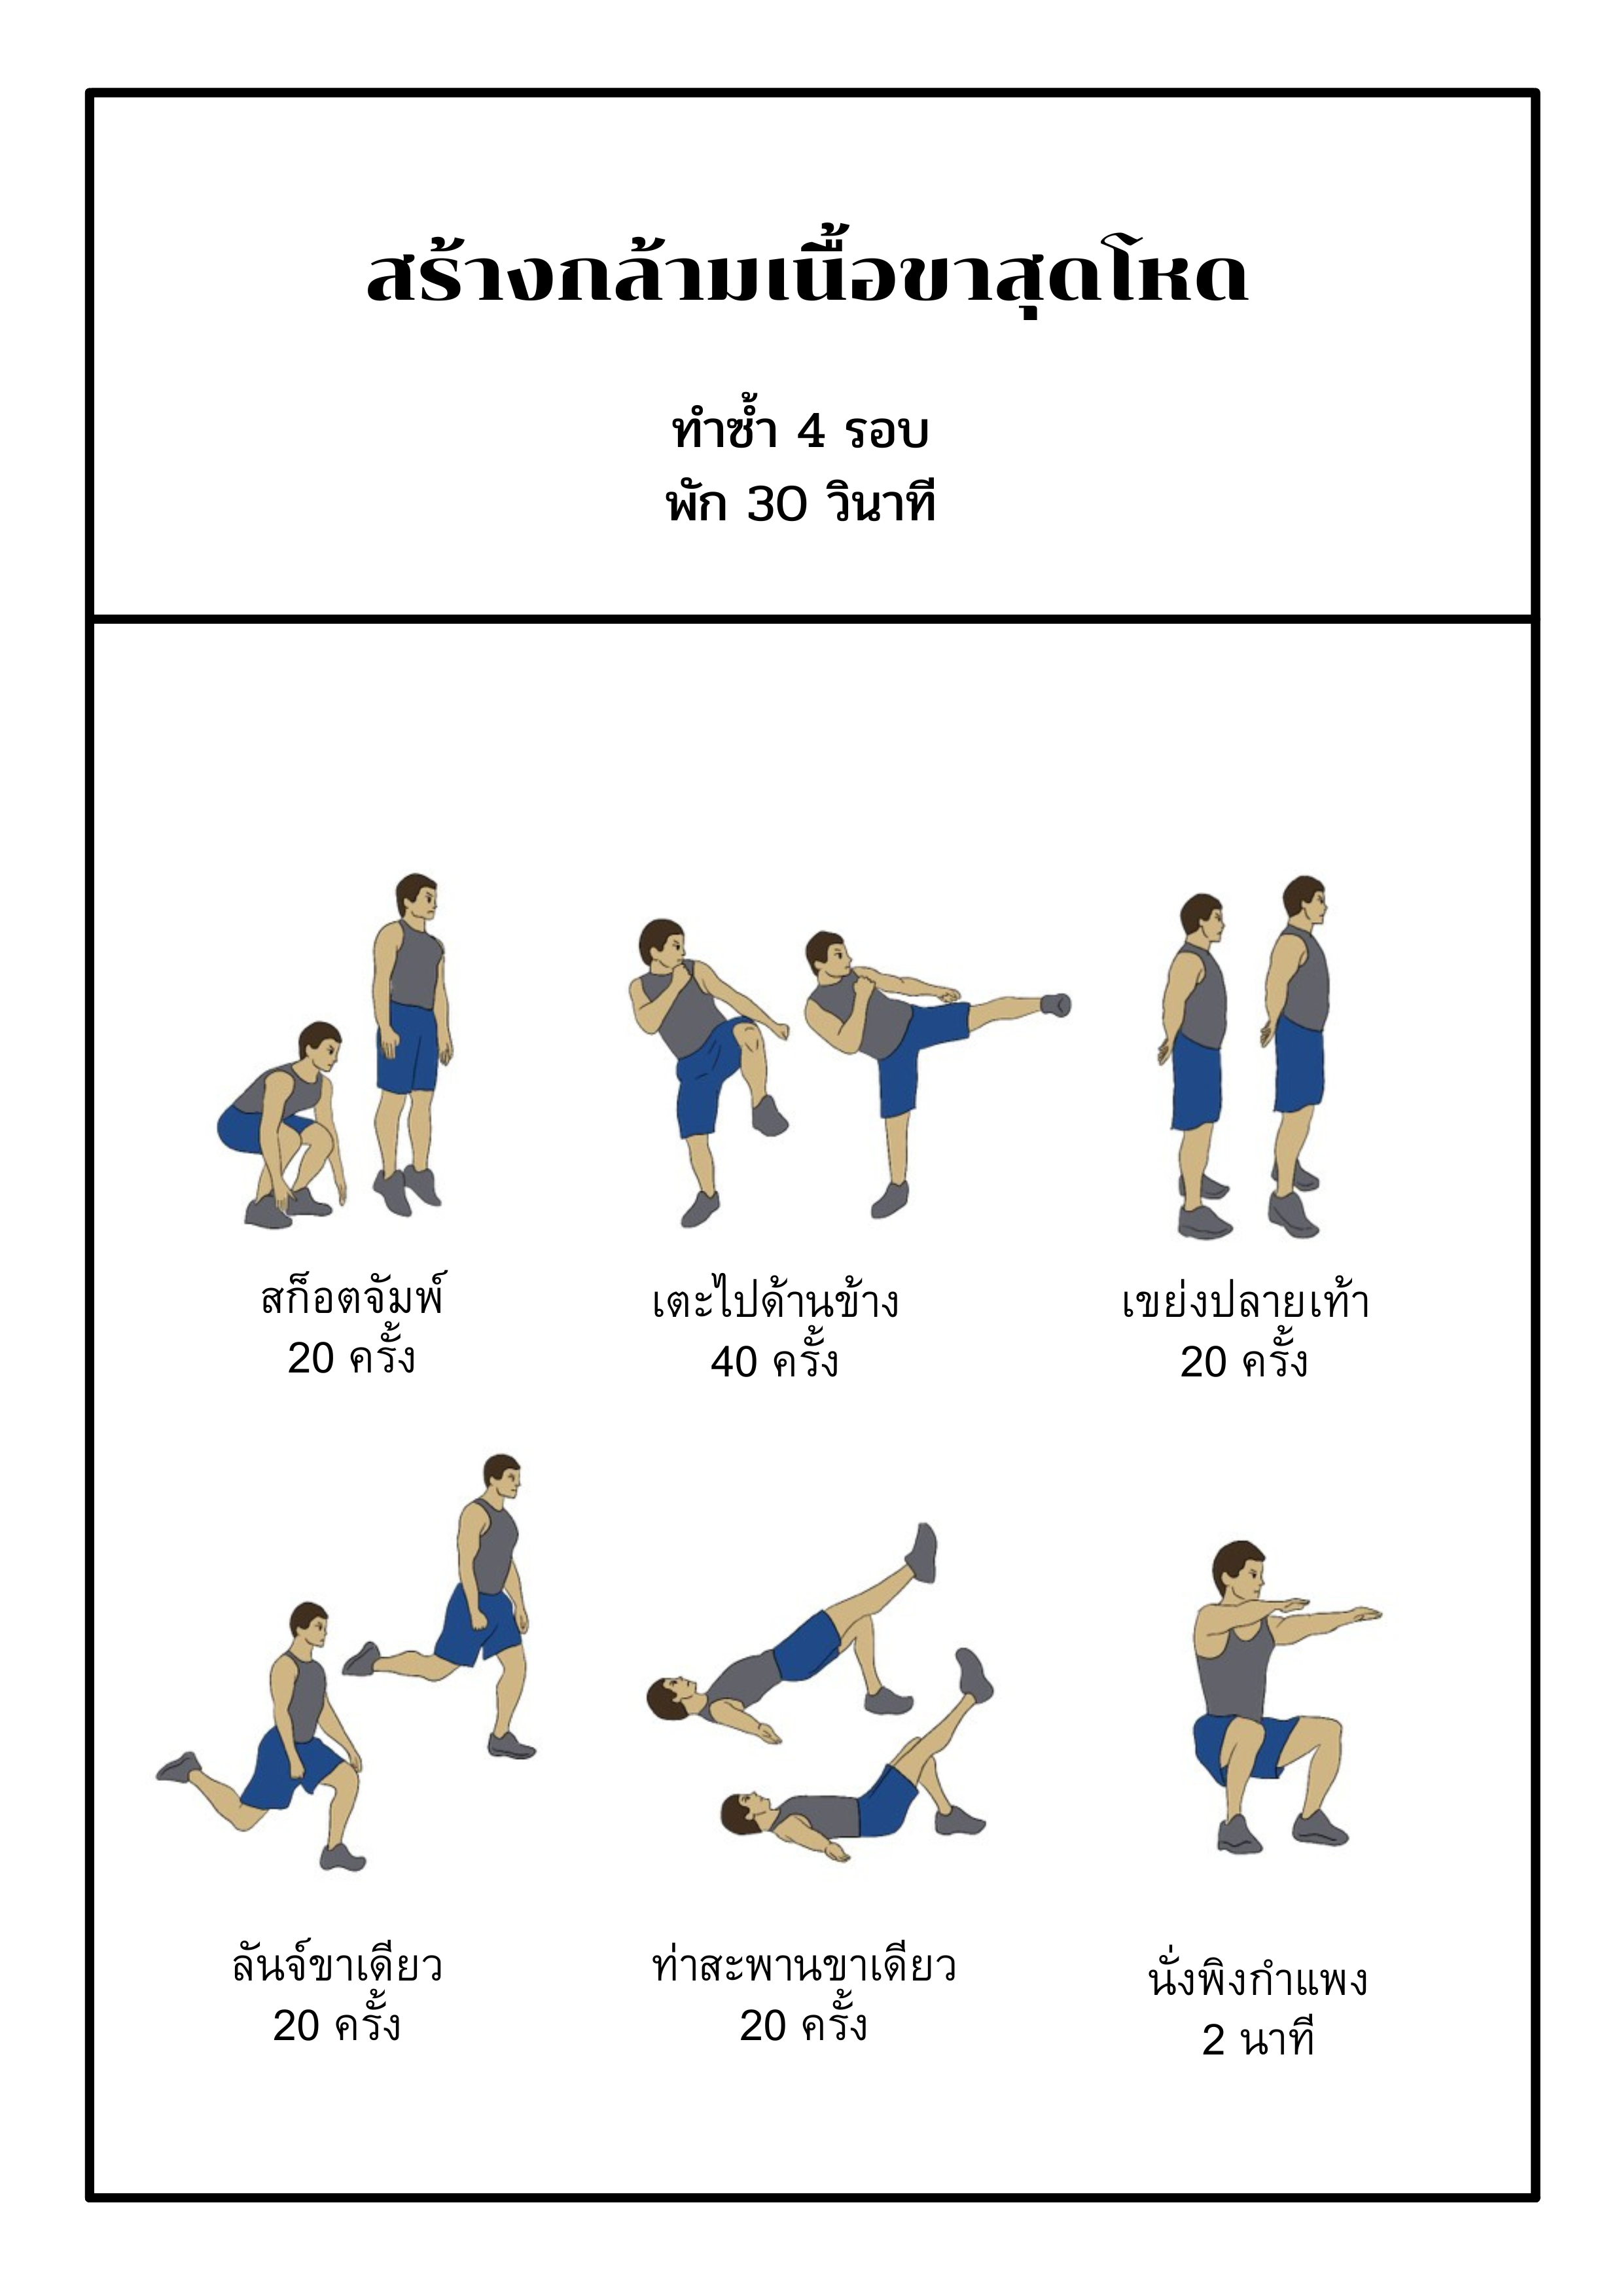 สร้างกล้ามเนื้อขาสุดโหด
ทำซ้ำ 4 รอบ
พัก 30 วินาที
สก็อตจัมพ์
20 ครั้ง
เตะไปด้านข้าง
40 ครั้ง
เขย่งปลายเท้า
20 ครั้ง
ลันจ์ขาเดียว
20 ครั้ง
ท่าสะพานขาเดียว
20 ครั้ง
นั่งพิงกำแพง
2 นาที